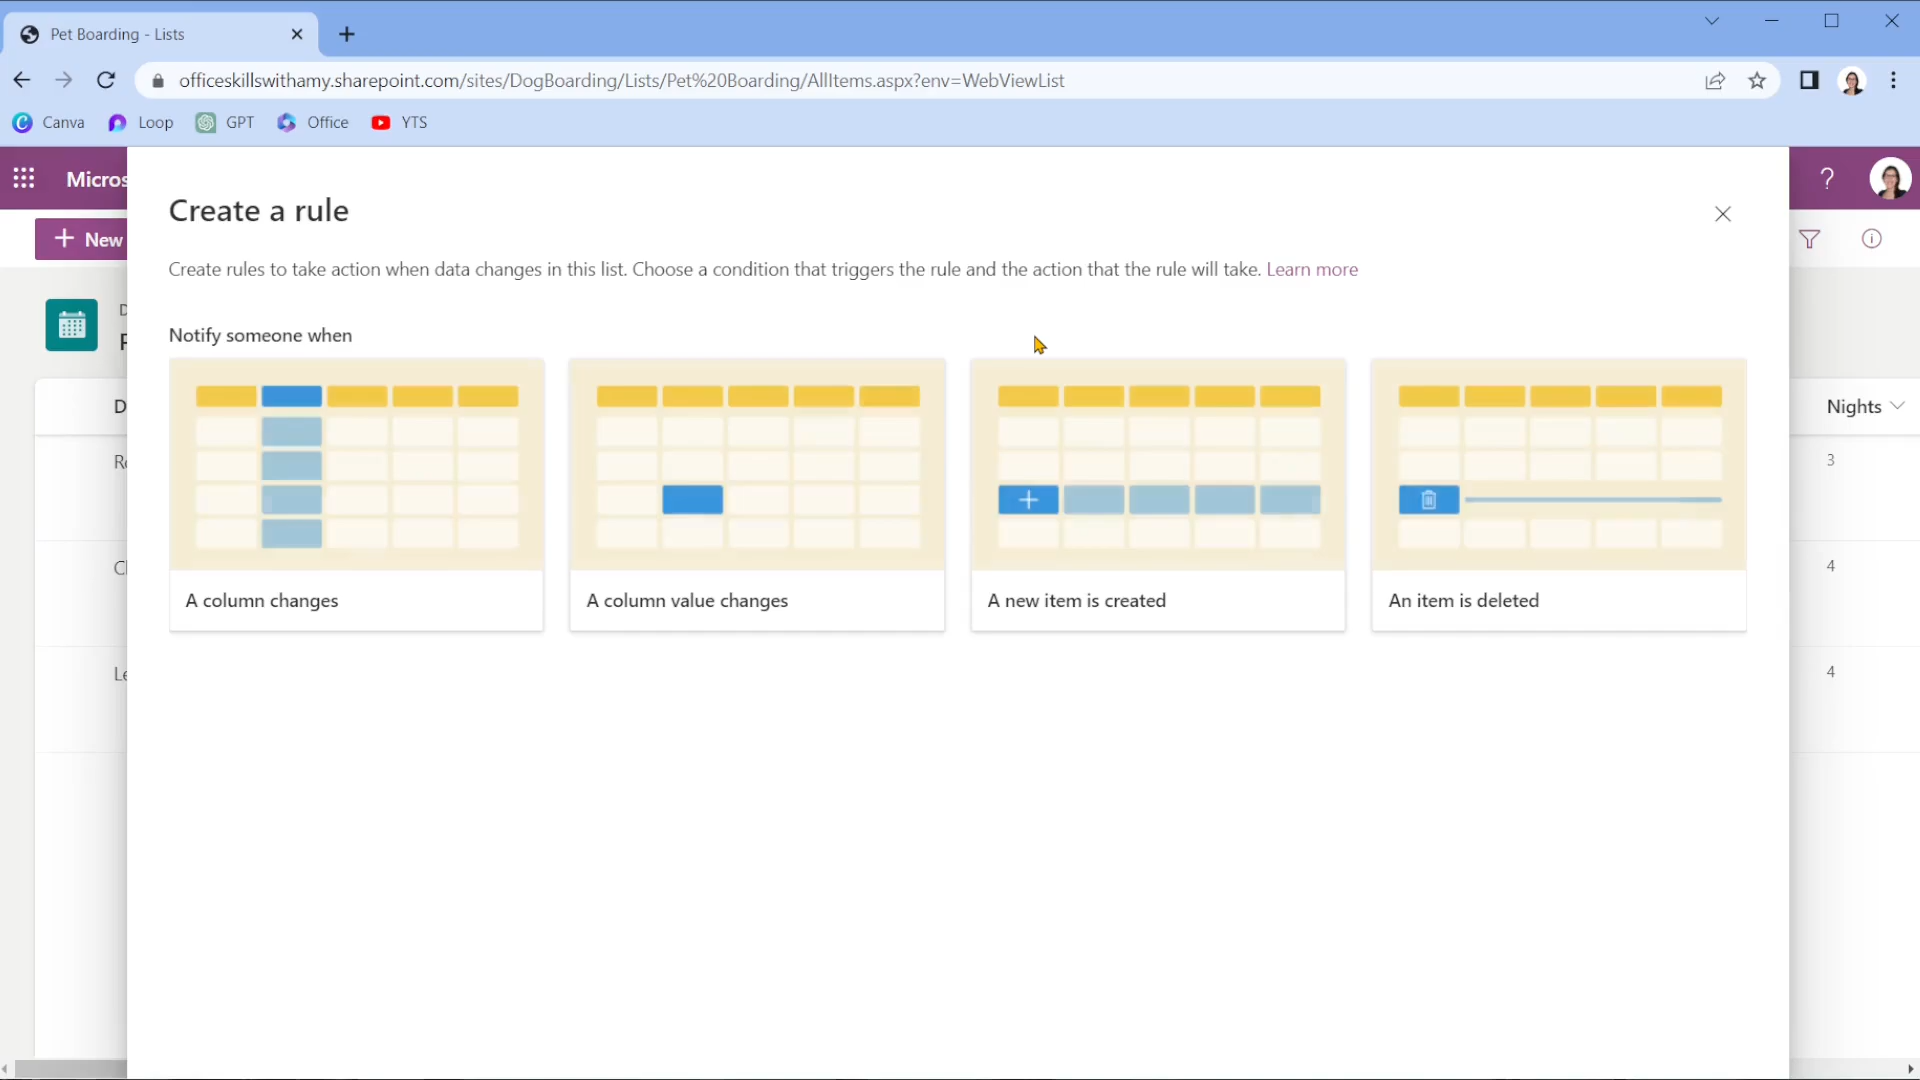 Pet Boarding - Lists
officeskillswithamy.sharepoint.com/sites/DogBoarding/Lists/Pet%20Boarding/AllItems.aspx?env=WebViewList
Canva Loop GPT Office YTS
Micros
Create a rule
New
Create rules to take action when data changes in this list. Choose a condition that triggers the rule and the action that the rule will take. Learn more
Notify someone when
Nights
3
4
A column changes
A column value changes
A new item is created
An item is deleted
4